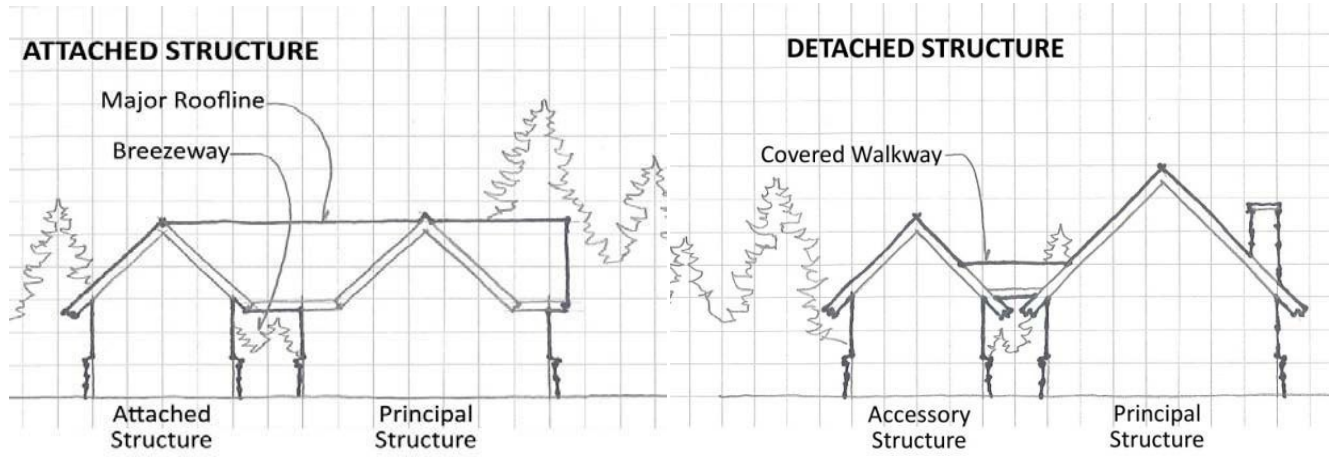 ATTACHED STRUCTURE
Major Roofline
Breezeway
Attached
Structure
Principal
Structure
DETACHED STRUCTURE
Covered Walkway
Accessory
Structure
Principal
Structure